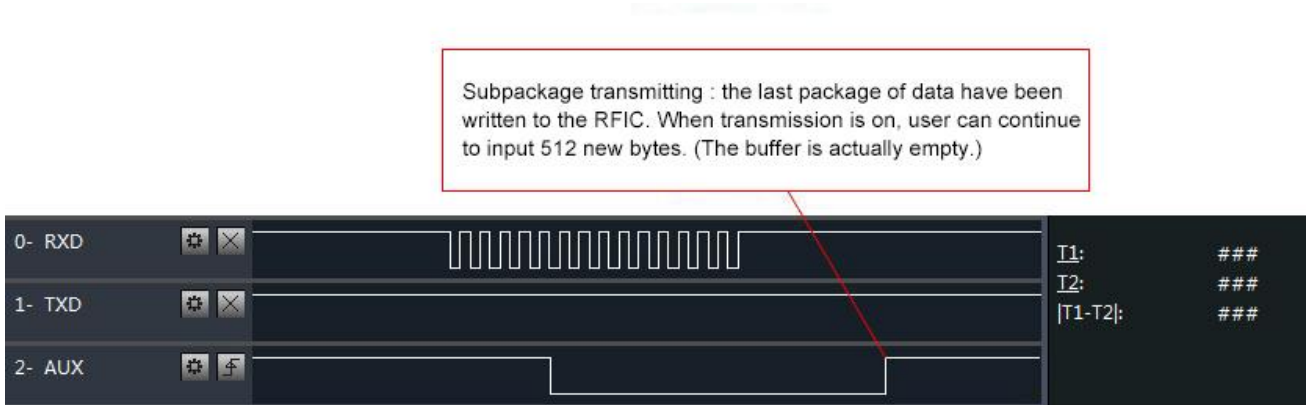 Subpackage transmitting : the last package of data have been
written to the RFIC. When transmission is on, user can continue
to input 512 new bytes. (The buffer is actually empty.)
0- RXD
T1: ###
T2: ###
1- TXD
|T1-T2|: ###
2- AUX